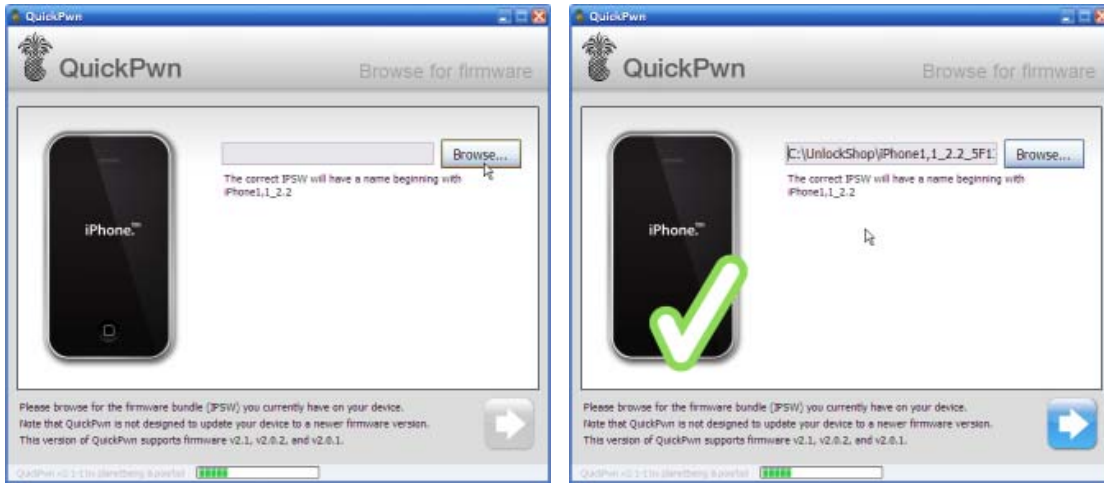 QuickPwn
QuickPwn
Browse for firmware
Browse...
The correct IPSW will have a name beginning with
iPhone1,1_2.2
iPhone.
Please browse for the firmware bundle (IPSW) you currently have on your device.
Note that QuickPwn is not designed to update your device to a newer firmware version.
This version of QuickPwn supports firmware v2.1, v2.0.2, and v2.0.1.
QuickPwn
QuickPwn
Browse for firmware
C:\UnlockShop\iPhone1,1_2.2_5F1
Browse...
The correct IPSW will have a name beginning with
iPhone1,1_2.2
iPhone.
Please browse for the firmware bundle (IPSW) you currently have on your device.
Note that QuickPwn is not designed to update your device to a newer firmware version.
This version of QuickPwn supports firmware v2.1, v2.0.2, and v2.0.1.